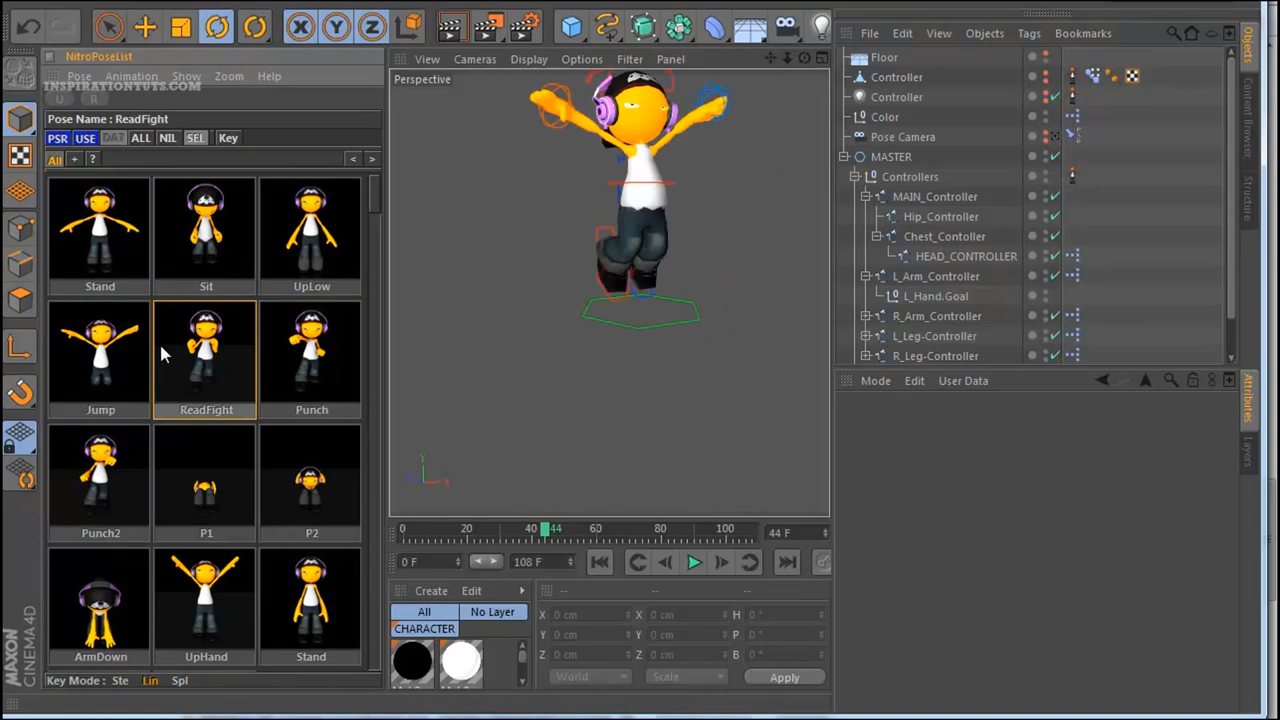 X Y Z
NitroPoseList
Pose Animation Show Zoom Help
INSPIRATIONTUTS.COM
U R
Pose Name : ReadFight
PSR USE DAT ALL NIL SEL Key
All + ? < >
Stand Sit UpLow
Jump ReadFight Punch
Punch2 P1 P2
ArmDown UpHand Stand
Key Mode : Ste Lin Spl
MAXON
CINEMA 4D
View Cameras Display Options Filter Panel
Perspective
Y
X
0 20 40 44 60 80 100 44 F
0 F 108 F
Create Edit
All No Layer
CHARACTER
-- -- --
X 0 cm X 0 cm H 0 °
Y 0 cm Y 0 cm P 0 °
Z 0 cm Z 0 cm B 0 °
World Scale Apply
File Edit View Objects Tags Bookmarks
Floor
Controller
Controller
Color
Pose Camera
MASTER
Controllers
MAIN_Controller
Hip_Controller
Chest_Contoller
HEAD_CONTROLLER
L_Arm_Controller
L_Hand.Goal
R_Arm_Controller
L_Leg-Controller
R_Leg-Controller
Mode Edit User Data
Objects
Content Browser
Structure
Attributes
Layers